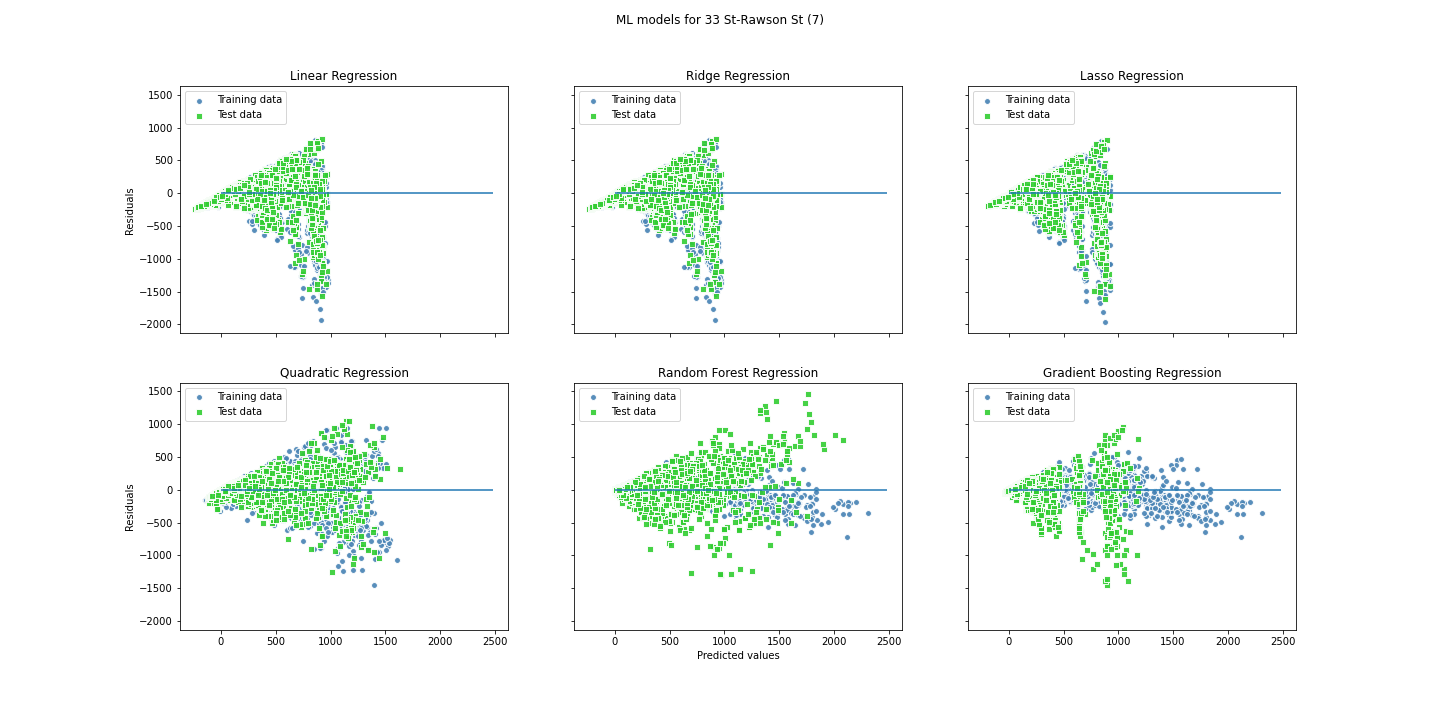 ML models for 33 St-Rawson St (7)
Linear Regression
Ridge Regression
Lasso Regression
Training data
Test data
Training data
Test data
Training data
Test data
1500
1000
500
0
−500
−1000
−1500
−2000
Residuals
Quadratic Regression
Random Forest Regression
Gradient Boosting Regression
Training data
Test data
Training data
Test data
Training data
Test data
1500
1000
500
0
−500
−1000
−1500
−2000
Residuals
0 500 1000 1500 2000 2500
0 500 1000 1500 2000 2500
0 500 1000 1500 2000 2500
Predicted values